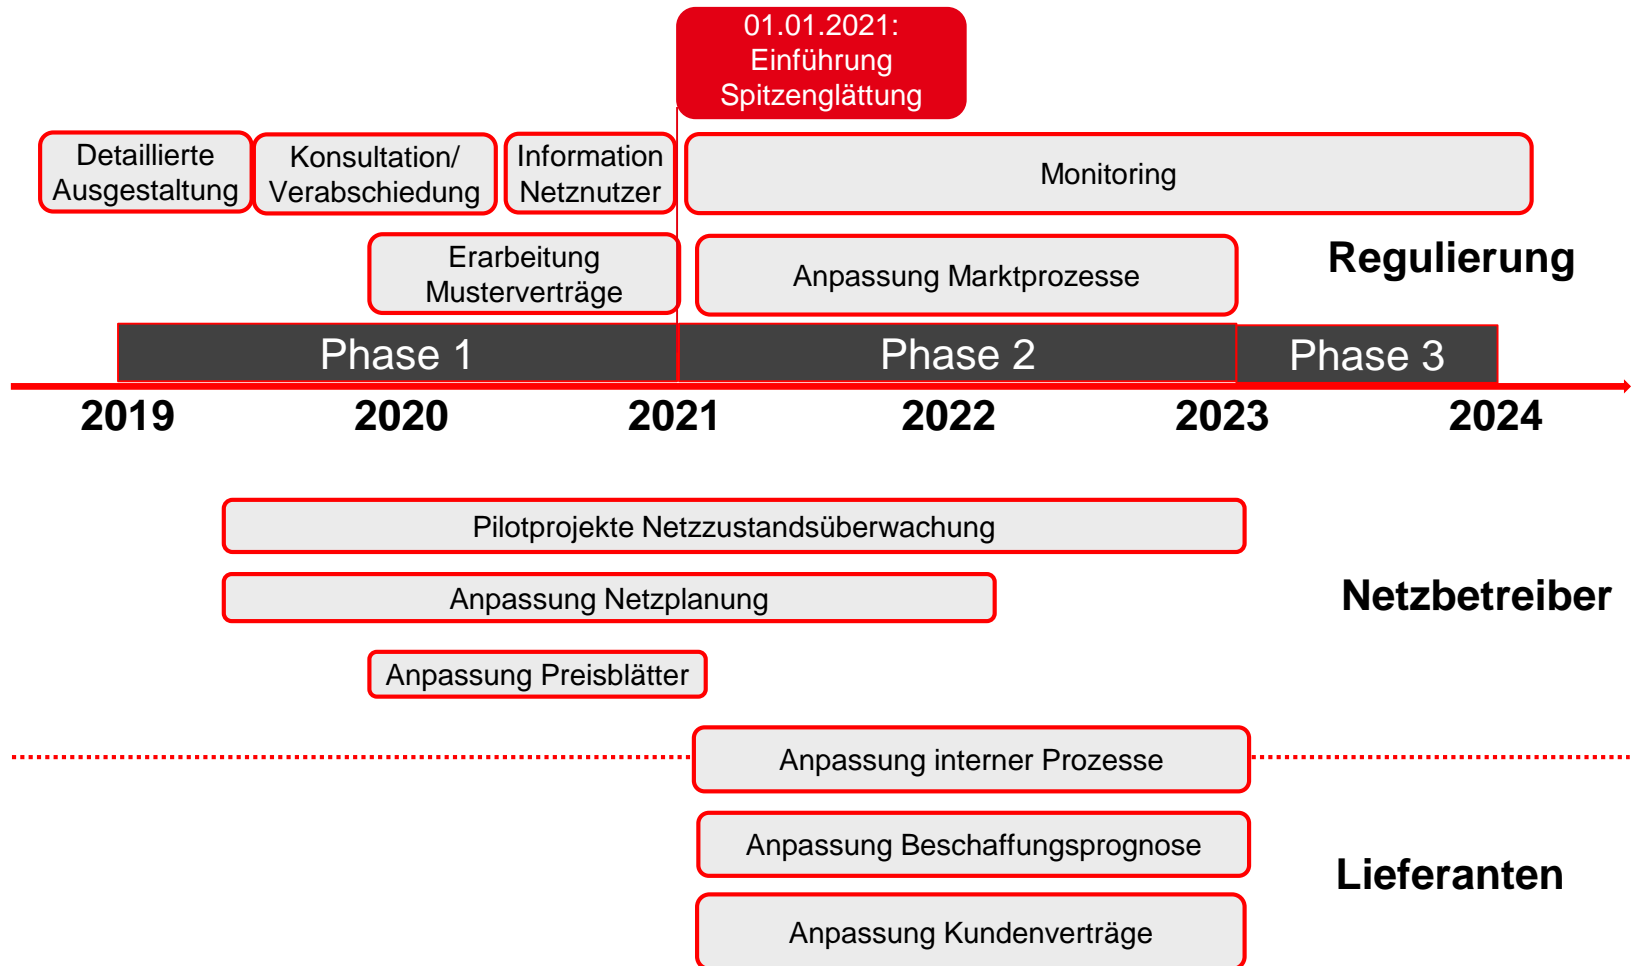 01.01.2021:
Einführung
Spitzenglättung
Detaillierte
Ausgestaltung
Konsultation/
Verabschiedung
Information
Netznutzer
Monitoring
Erarbeitung
Musterverträge
Anpassung Marktprozesse
Regulierung
Phase 1
Phase 2
Phase 3
2019
2020
2021
2022
2023
2024
Pilotprojekte Netzzustandsüberwachung
Anpassung Netzplanung
Netzbetreiber
Anpassung Preisblätter
Anpassung interner Prozesse
Anpassung Beschaffungsprognose
Lieferanten
Anpassung Kundenverträge